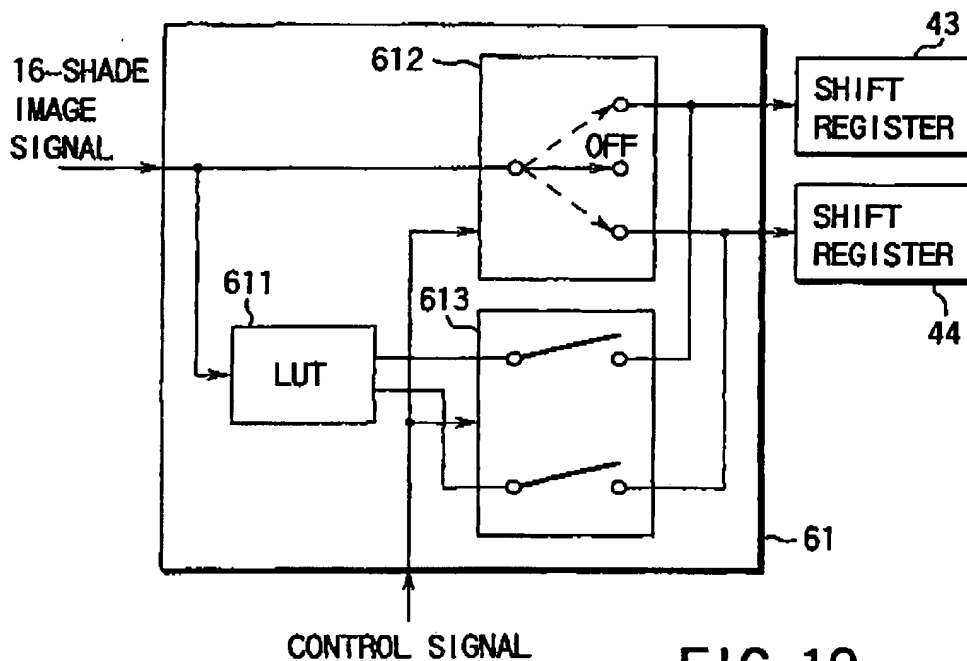 16-SHADE
IMAGE
SIGNAL
612
OFF
43
SHIFT
REGISTER
SHIFT
REGISTER
44
611
LUT
613
61
CONTROL SIGNAL